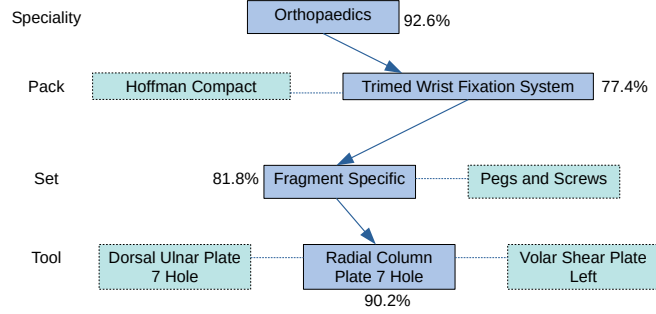 Speciality
Orthopaedics
92.6%
Pack
Hoffman Compact
Trimed Wrist Fixation System
77.4%
Set
81.8%
Fragment Specific
Pegs and Screws
Tool
Dorsal Ulnar Plate
7 Hole
Radial Column
Plate 7 Hole
Volar Shear Plate
Left
90.2%